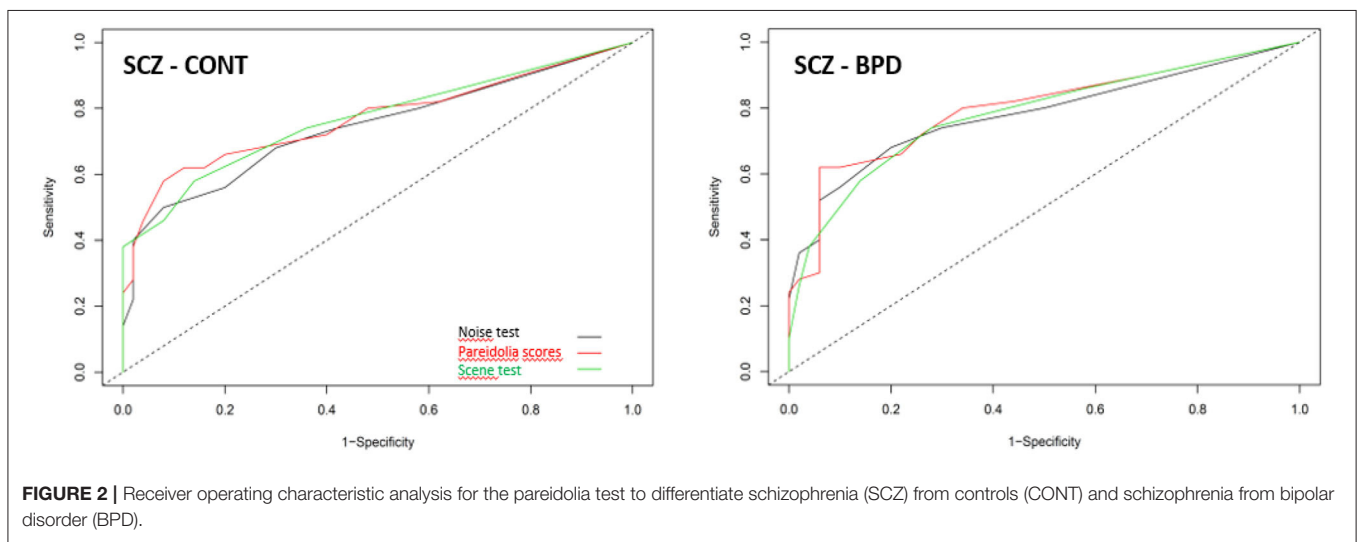 SCZ - CONT
1.0
0.8
0.6
0.4
0.2
0.0
Sensitivity
Noise test
Pareidolia scores
Scene test
0.0 0.2 0.4 0.6 0.8 1.0
1−Specificity
SCZ - BPD
1.0
0.8
0.6
0.4
0.2
0.0
Sensitivity
0.0 0.2 0.4 0.6 0.8 1.0
1−Specificity
FIGURE 2 | Receiver operating characteristic analysis for the pareidolia test to differentiate schizophrenia (SCZ) from controls (CONT) and schizophrenia from bipolar
disorder (BPD).